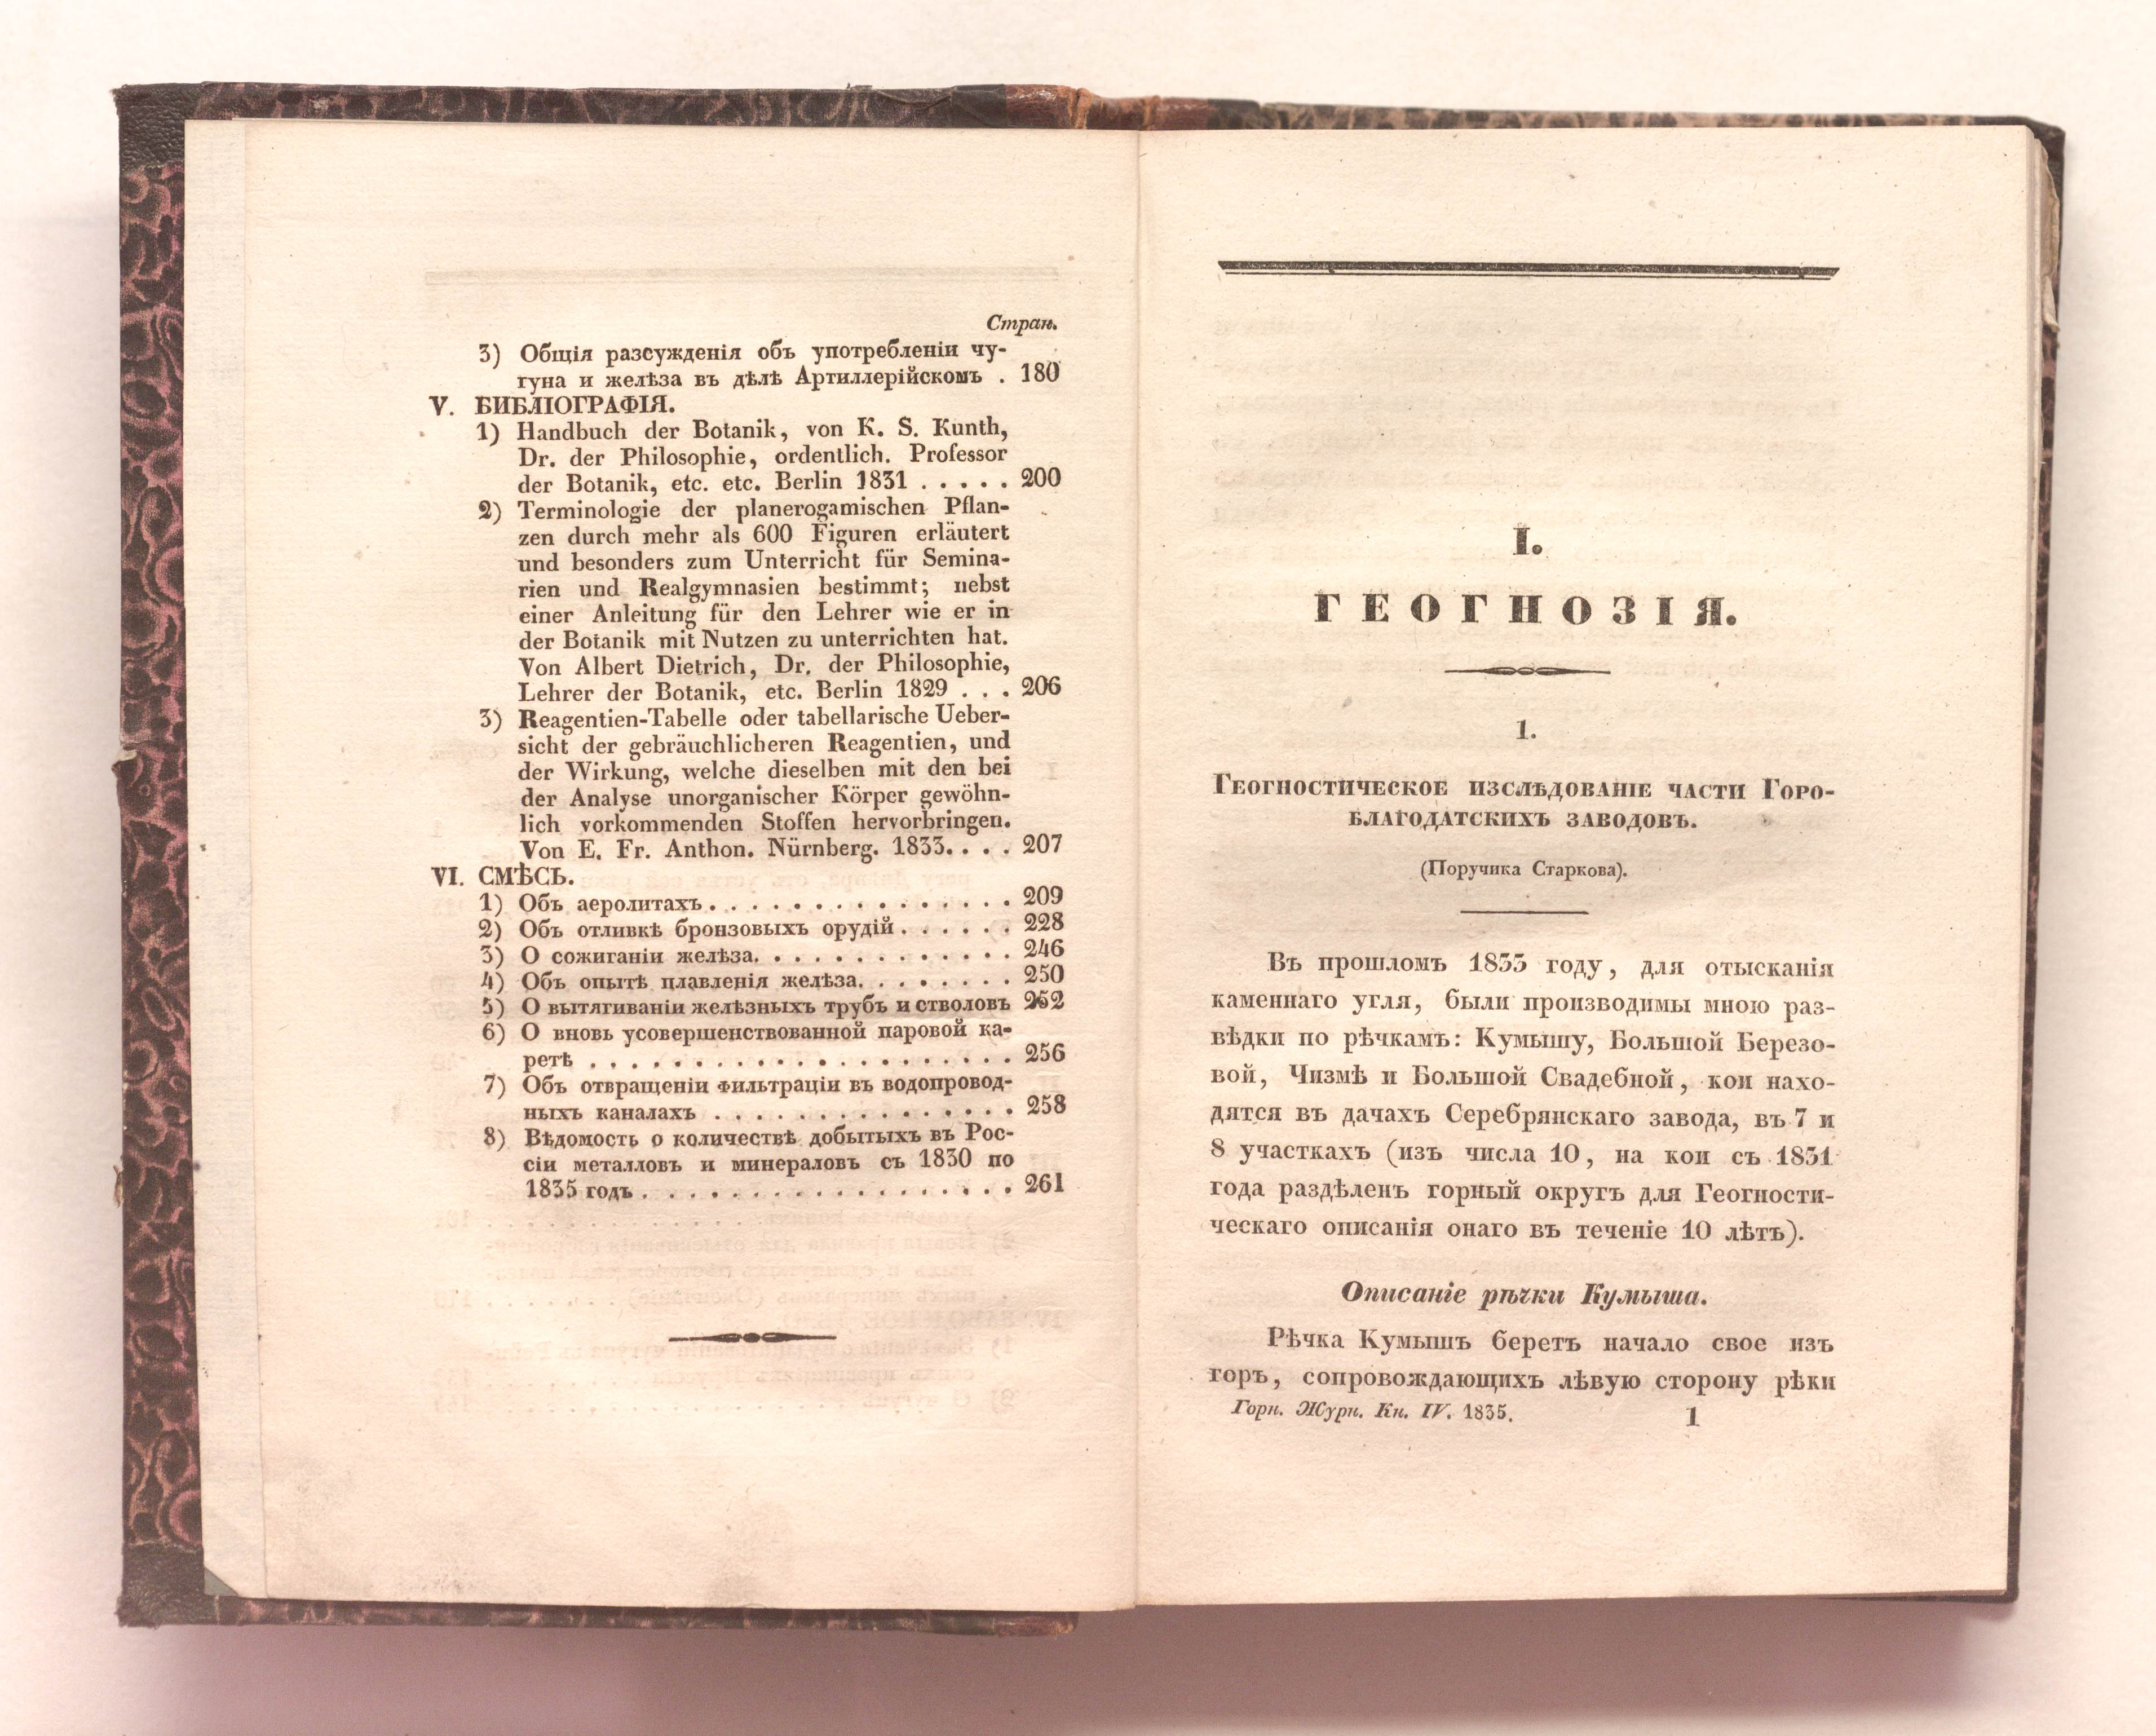 Стран.
3) Общія разсужденія объ употребленіи чу-
гуна и желѣза въ дѣлѣ Артиллерійскомъ . 180
V. БИБЛІОГРАФІЯ.
1) Handbuch der Botanik, von K. S. Kunth,
Dr. der Philosophie, ordentlich. Professor
der Botanik, etc. etc. Berlin 1831 . . . . . 200
2) Terminologie der planerogamischen Pflan-
zen durch mehr als 600 Figuren erläutert
und besonders zum Unterricht für Semina-
rien und Realgymnasien bestimmt; nebst
einer Anleitung für den Lehrer wie er in
der Botanik mit Nutzen zu unterrichten hat.
Von Albert Dietrich, Dr. der Philosophie,
Lehrer der Botanik, etc. Berlin 1829 . . . 206
3) Reagentien-Tabelle oder tabellarische Ueber-
sicht der gebräuchlicheren Reagentien, und
der Wirkung, welche dieselben mit den bei
der Analyse unorganischer Körper gewöhn-
lich vorkommenden Stoffen hervorbringen.
Von E. Fr. Anthon. Nürnberg. 1833. . . . 207
VI. СМѢСЬ.
1) Объ аеролитахъ . . . . . . . . . . . . . . . 209
2) Объ отливкѣ бронзовыхъ орудій . . . . . . 228
3) О сожиганіи желѣза. . . . . . . . . . . . . 246
4) Объ опытѣ плавленія желѣза. . . . . . . . 250
5) О вытягиваніи желѣзныхъ трубъ и стволовъ 252
6) О вновь усовершенствованной паровой ка-
ретѣ . . . . . . . . . . . . . . . . . . . . 256
7) Объ отвращеніи фильтраціи въ водопровод-
ныхъ каналахъ . . . . . . . . . . . . . . . 258
8) Вѣдомость о количествѣ добытыхъ въ Рос-
сіи металловъ и минераловъ съ 1830 по
1835 годъ . . . . . . . . . . . . . . . . . . 261
I.
ГЕОГНОЗІЯ.
1.
Геогностическое изслѣдованіе части Горо-
благодатскихъ заводовъ.
(Поручика Старкова).
Въ прошломъ 1833 году, для отысканія
каменнаго угля, были производимы мною раз-
вѣдки по рѣчкамъ: Кумышу, Большой Березо-
вой, Чизмѣ и Большой Свадебной, кои нахо-
дятся въ дачахъ Серебрянскаго завода, въ 7 и
8 участкахъ (изъ числа 10, на кои съ 1831
года раздѣленъ горный округъ для Геогности-
ческаго описанія онаго въ теченіе 10 лѣтъ).
Описаніе рѣчки Кумыша.
Рѣчка Кумышъ беретъ начало свое изъ
горъ, сопровождающихъ лѣвую сторону рѣки
Горн. Журн. Кн. IV. 1835. 1